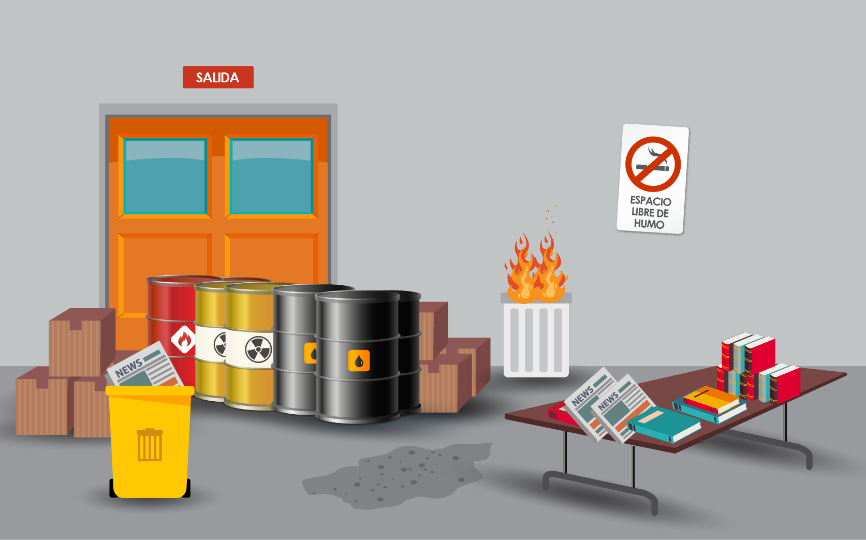 SALIDA
ESPACIO
LIBRE DE
HUMO
NEWS
NEWS
NEWS